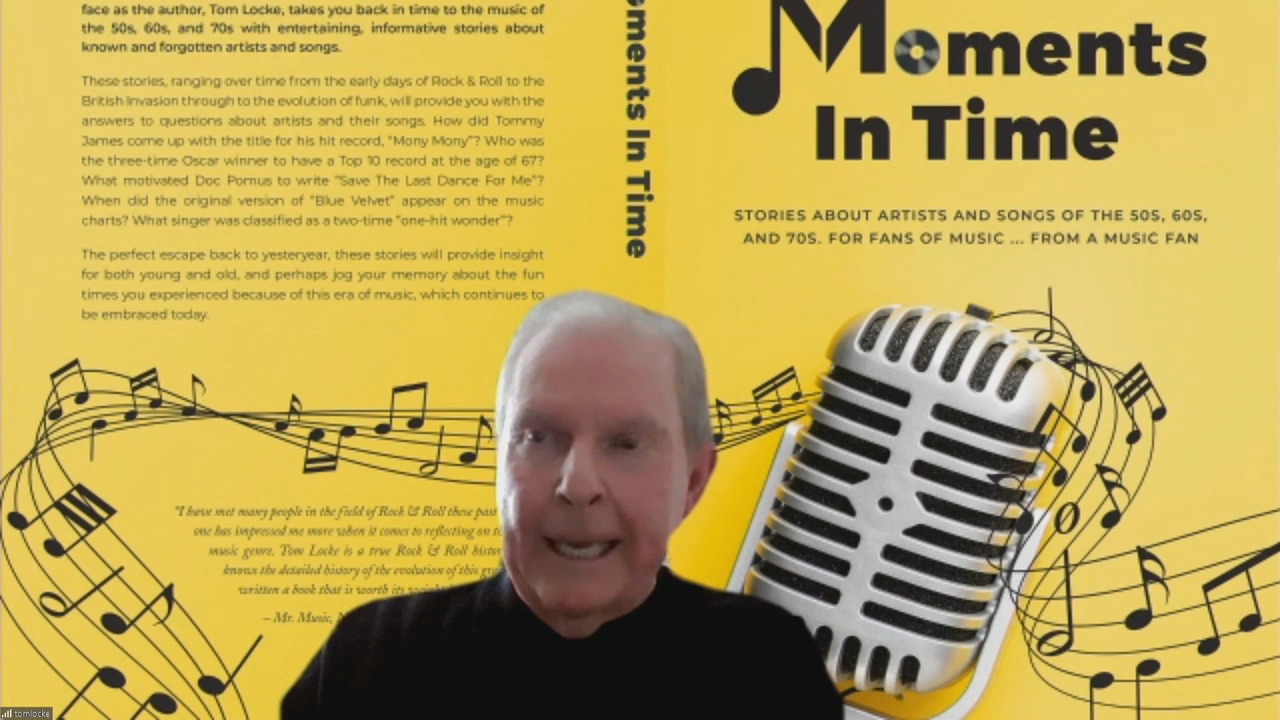 face as the author, Tom Locke, takes you back in time to the music of
the 50s, 60s, and 70s with entertaining, informative stories about
known and forgotten artists and songs.
These stories, ranging over time from the early days of Rock & Roll to the
British Invasion through to the evolution of funk, will provide you with the
answers to questions about artists and their songs. How did Tommy
James come up with the title for his hit record, "Mony Mony"? Who was
the three-time Oscar winner to have a Top 10 record at the age of 67?
What motivated Doc Pomus to write "Save The Last Dance For Me"?
When did the original version of "Blue Velvet" appear on the music
charts? What singer was classified as a two-time "one-hit wonder"?
The perfect escape back to yesteryear, these stories will provide insight
for both young and old, and perhaps jog your memory about the fun
times you experienced because of this era of music, which continues to
be embraced today.
"I have met many people in the field of Rock & Roll these past
one has impressed me more when it comes to reflecting on
music genre. Tom Locke is a true Rock & Roll
knows the detailed history of the evolution of this
written a book that is worth its
– Mr. Music,
oments In Time
Moments
In Time
STORIES ABOUT ARTISTS AND SONGS OF THE 50S, 60S,
AND 70S. FOR FANS OF MUSIC ... FROM A MUSIC FAN
tomlocke